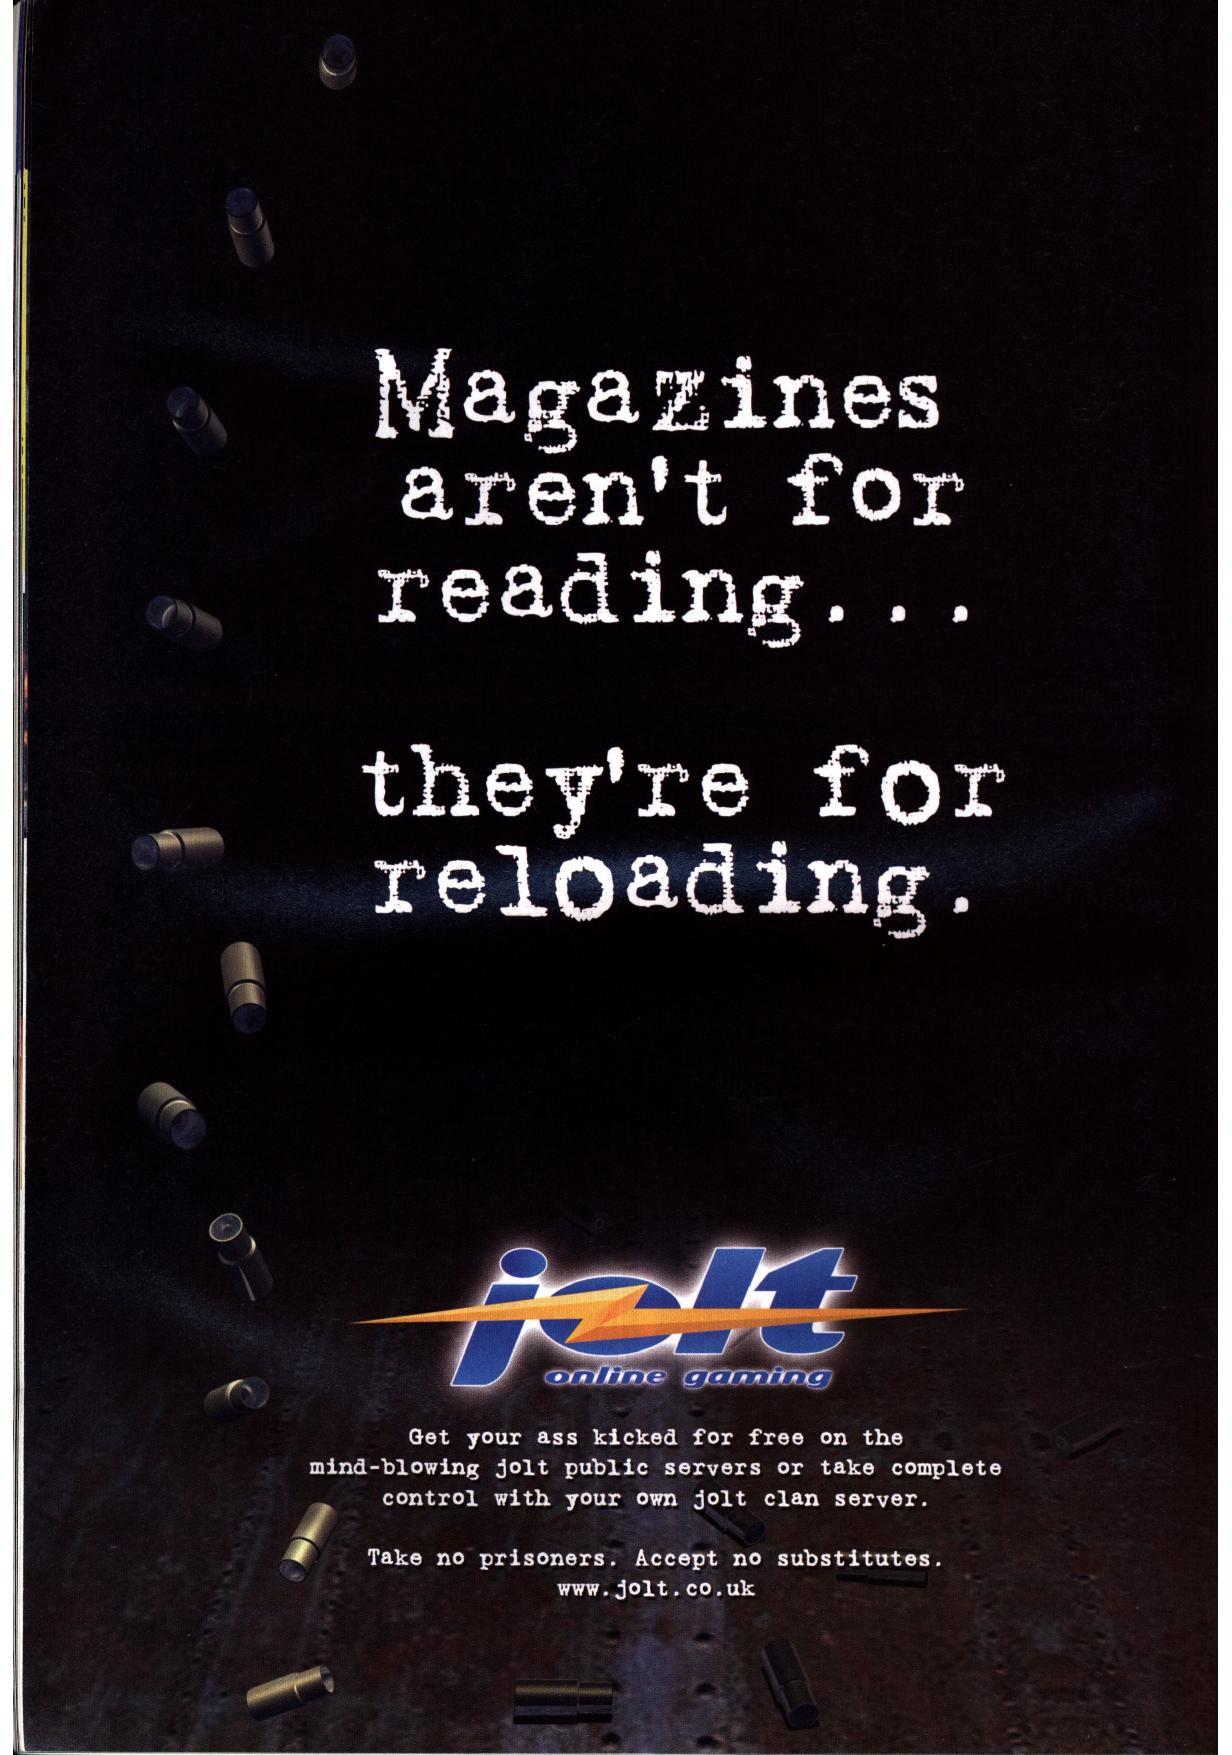 Magazines
aren't for
reading...
they're for
reloading.
jolt
online gaming
Get your ass kicked for free on the
mind-blowing jolt public servers or take complete
control with your own jolt clan server.
Take no prisoners. Accept no substitutes.
www.jolt.co.uk